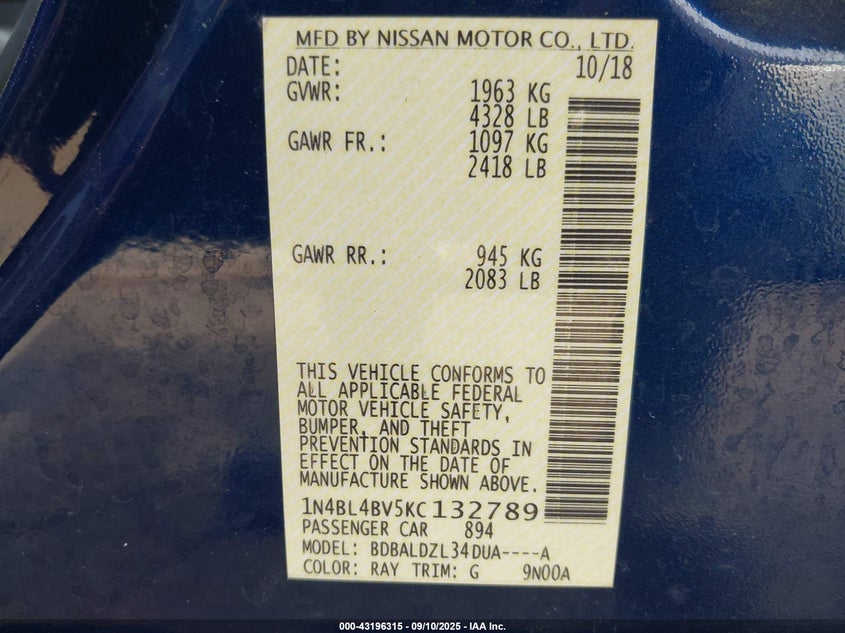 MFD BY NISSAN MOTOR CO., LTD.
DATE: 10/18
GVWR: 1963 KG
4328 LB
GAWR FR.: 1097 KG
2418 LB
GAWR RR.: 945 KG
2083 LB
THIS VEHICLE CONFORMS TO
ALL APPLICABLE FEDERAL
MOTOR VEHICLE SAFETY,
BUMPER, AND THEFT
PREVENTION STANDARDS IN
EFFECT ON THE DATE OF
MANUFACTURE SHOWN ABOVE.
1N4BL4BV5KC132789
PASSENGER CAR 894
MODEL: BDBALDZL34DUA----A
COLOR: RAY TRIM: G 9N00A
000-43196315 - 09/10/2025 - IAA Inc.